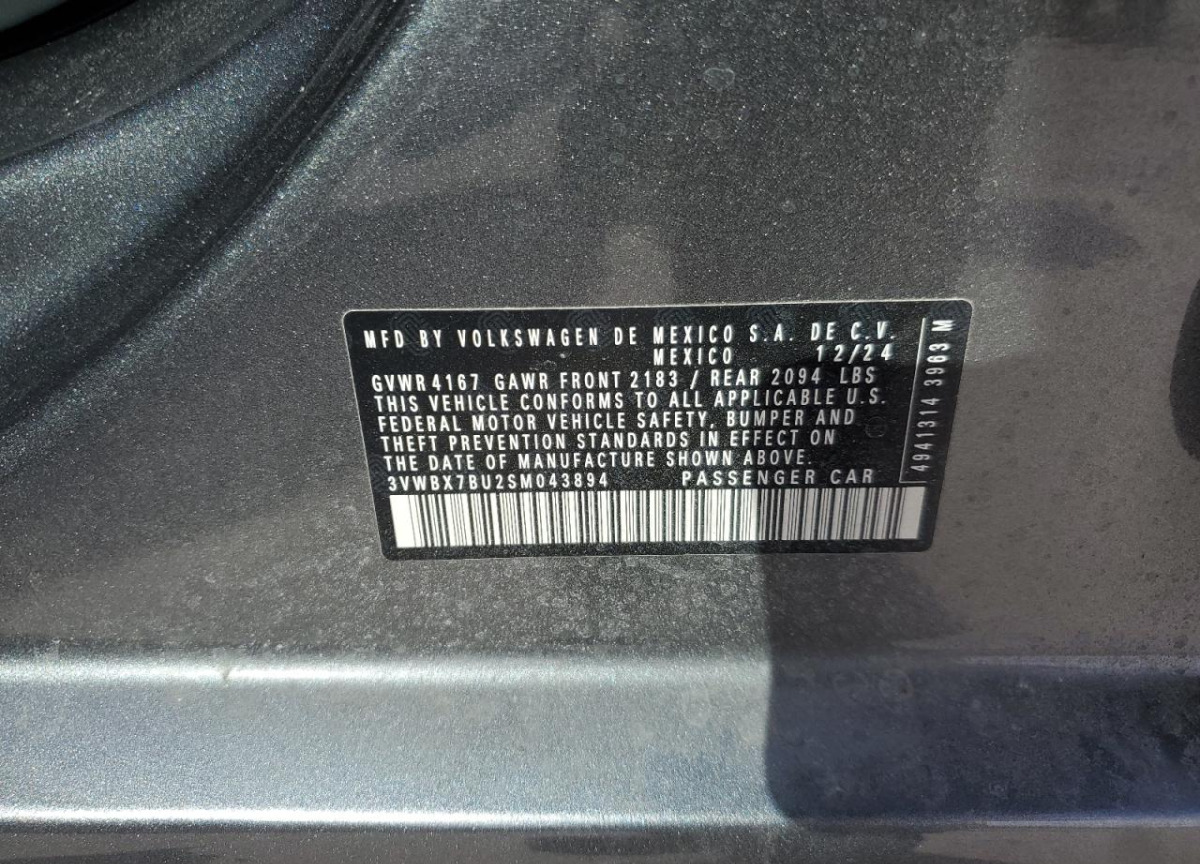 MFD BY VOLKSWAGEN DE MEXICO S.A. DE C.V.
MEXICO 12/24
GVWR 4167 GAWR FRONT 2183 / REAR 2094 LBS
THIS VEHICLE CONFORMS TO ALL APPLICABLE U.S.
FEDERAL MOTOR VEHICLE SAFETY, BUMPER AND
THEFT PREVENTION STANDARDS IN EFFECT ON
THE DATE OF MANUFACTURE SHOWN ABOVE.
3VWBX7BU2SM043894 PASSENGER CAR
4941314 3963 M